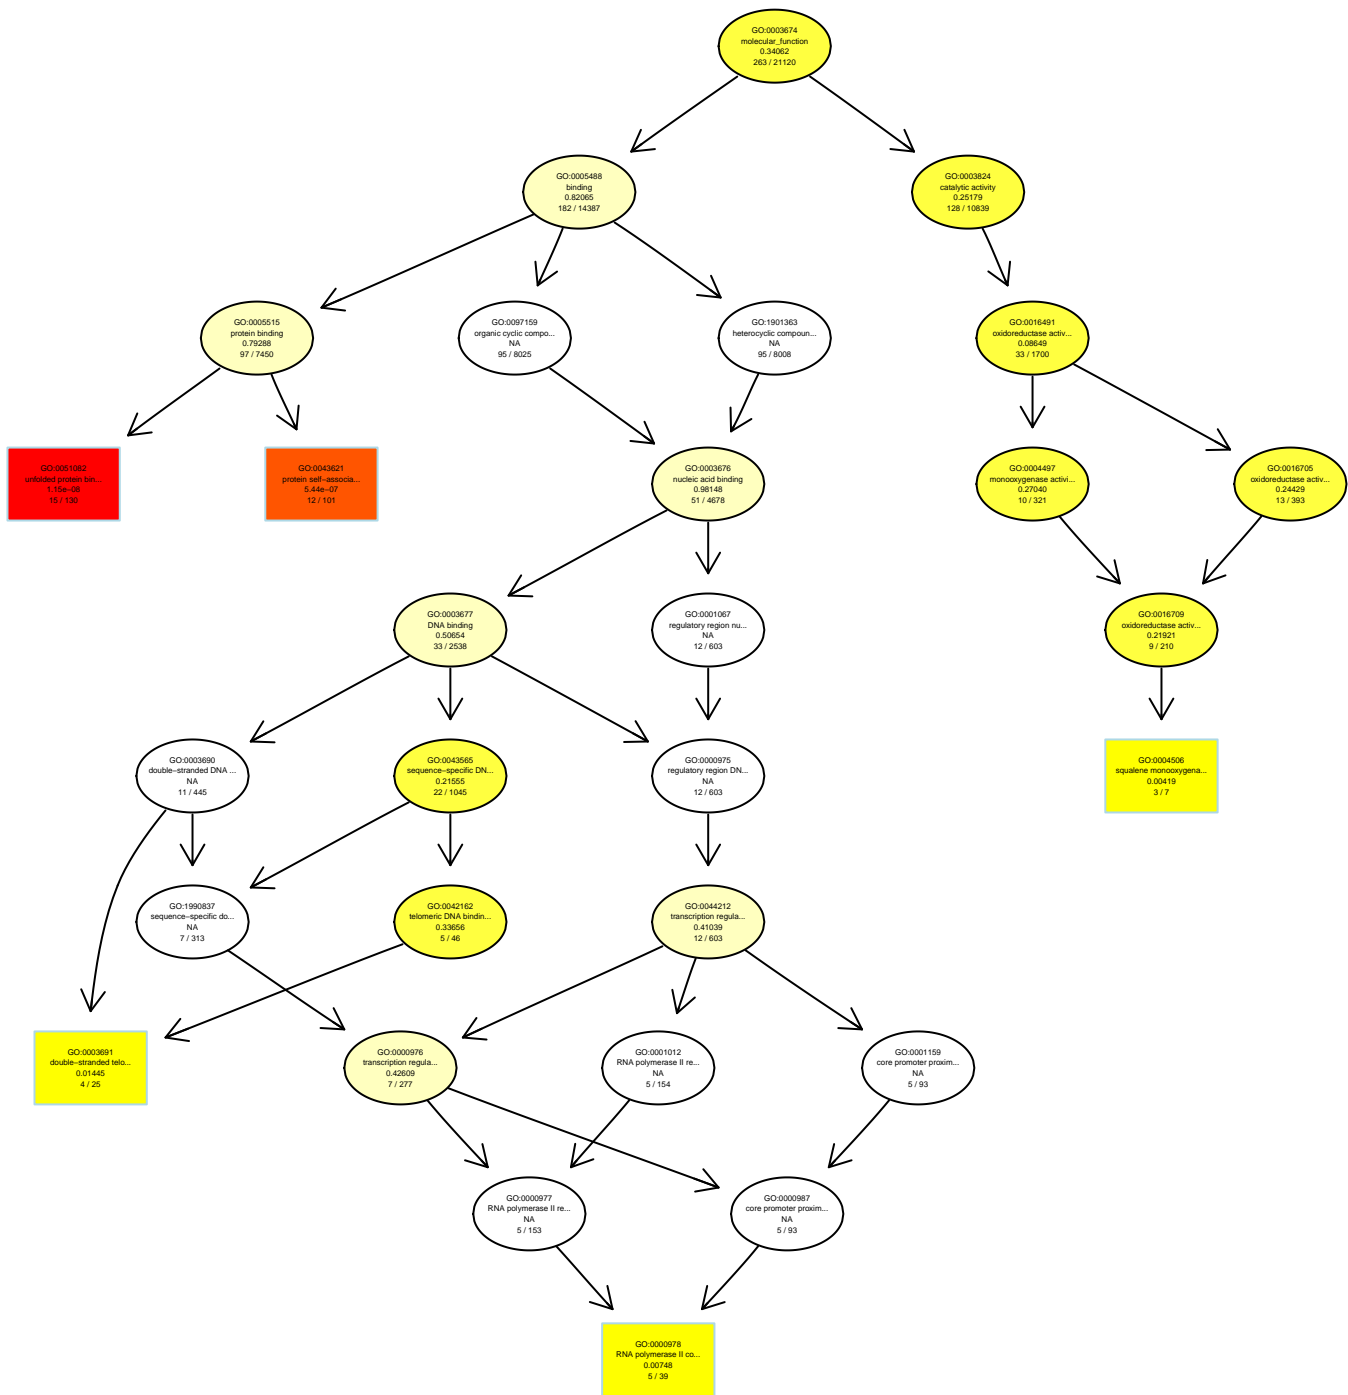 GO:0003674
molecular_function
0.34062
263 / 21120
GO:0005488
binding
0.82065
182 / 14387
GO:0003824
catalytic activity
0.25179
128 / 10839
GO:0005515
protein binding
0.79288
97 / 7450
GO:0097159
organic cyclic compo...
NA
95 / 8025
GO:1901363
heterocyclic compoun...
NA
95 / 8008
GO:0016491
oxidoreductase activ...
0.08649
33 / 1700
GO:0051082
unfolded protein bin...
1.15e−08
15 / 130
GO:0043621
protein self−associa...
5.44e−07
12 / 101
GO:0003676
nucleic acid binding
0.98148
51 / 4678
GO:0004497
monooxygenase activi...
0.27040
10 / 321
GO:0016705
oxidoreductase activ...
0.24429
13 / 393
GO:0003677
DNA binding
0.50654
33 / 2538
GO:0001067
regulatory region nu...
NA
12 / 603
GO:0016709
oxidoreductase activ...
0.21921
9 / 210
GO:0003690
double−stranded DNA ...
NA
11 / 445
GO:0043565
sequence−specific DN...
0.21555
22 / 1045
GO:0000975
regulatory region DN...
NA
12 / 603
GO:0004506
squalene monooxygena...
0.00419
3 / 7
GO:1990837
sequence−specific do...
NA
7 / 313
GO:0042162
telomeric DNA bindin...
0.33656
5 / 46
GO:0044212
transcription regula...
0.41039
12 / 603
GO:0003691
double−stranded telo...
0.01445
4 / 25
GO:0000976
transcription regula...
0.42609
7 / 277
GO:0001012
RNA polymerase II re...
NA
5 / 154
GO:0001159
core promoter proxim...
NA
5 / 93
GO:0000977
RNA polymerase II re...
NA
5 / 153
GO:0000987
core promoter proxim...
NA
5 / 93
GO:0000978
RNA polymerase II co...
0.00748
5 / 39